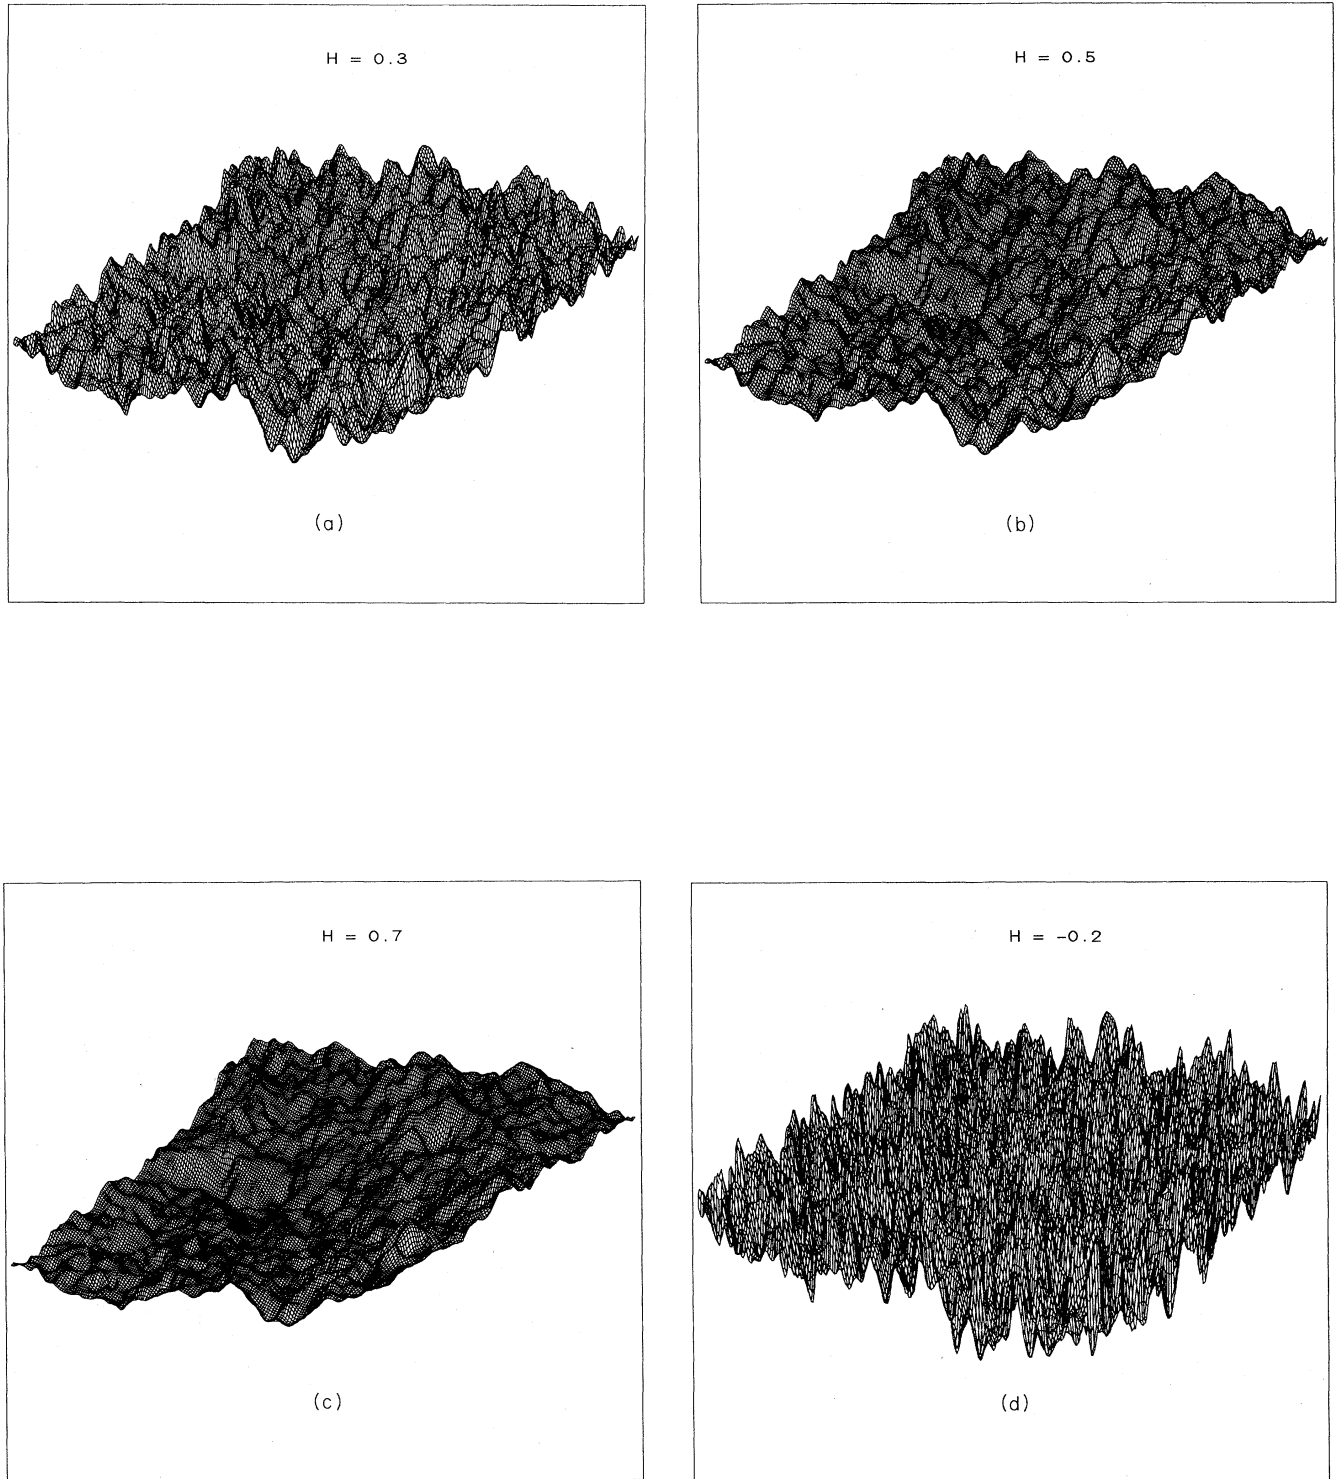 H = 0.3
(a)
H = 0.5
(b)
H = 0.7
(c)
H = -0.2
(d)